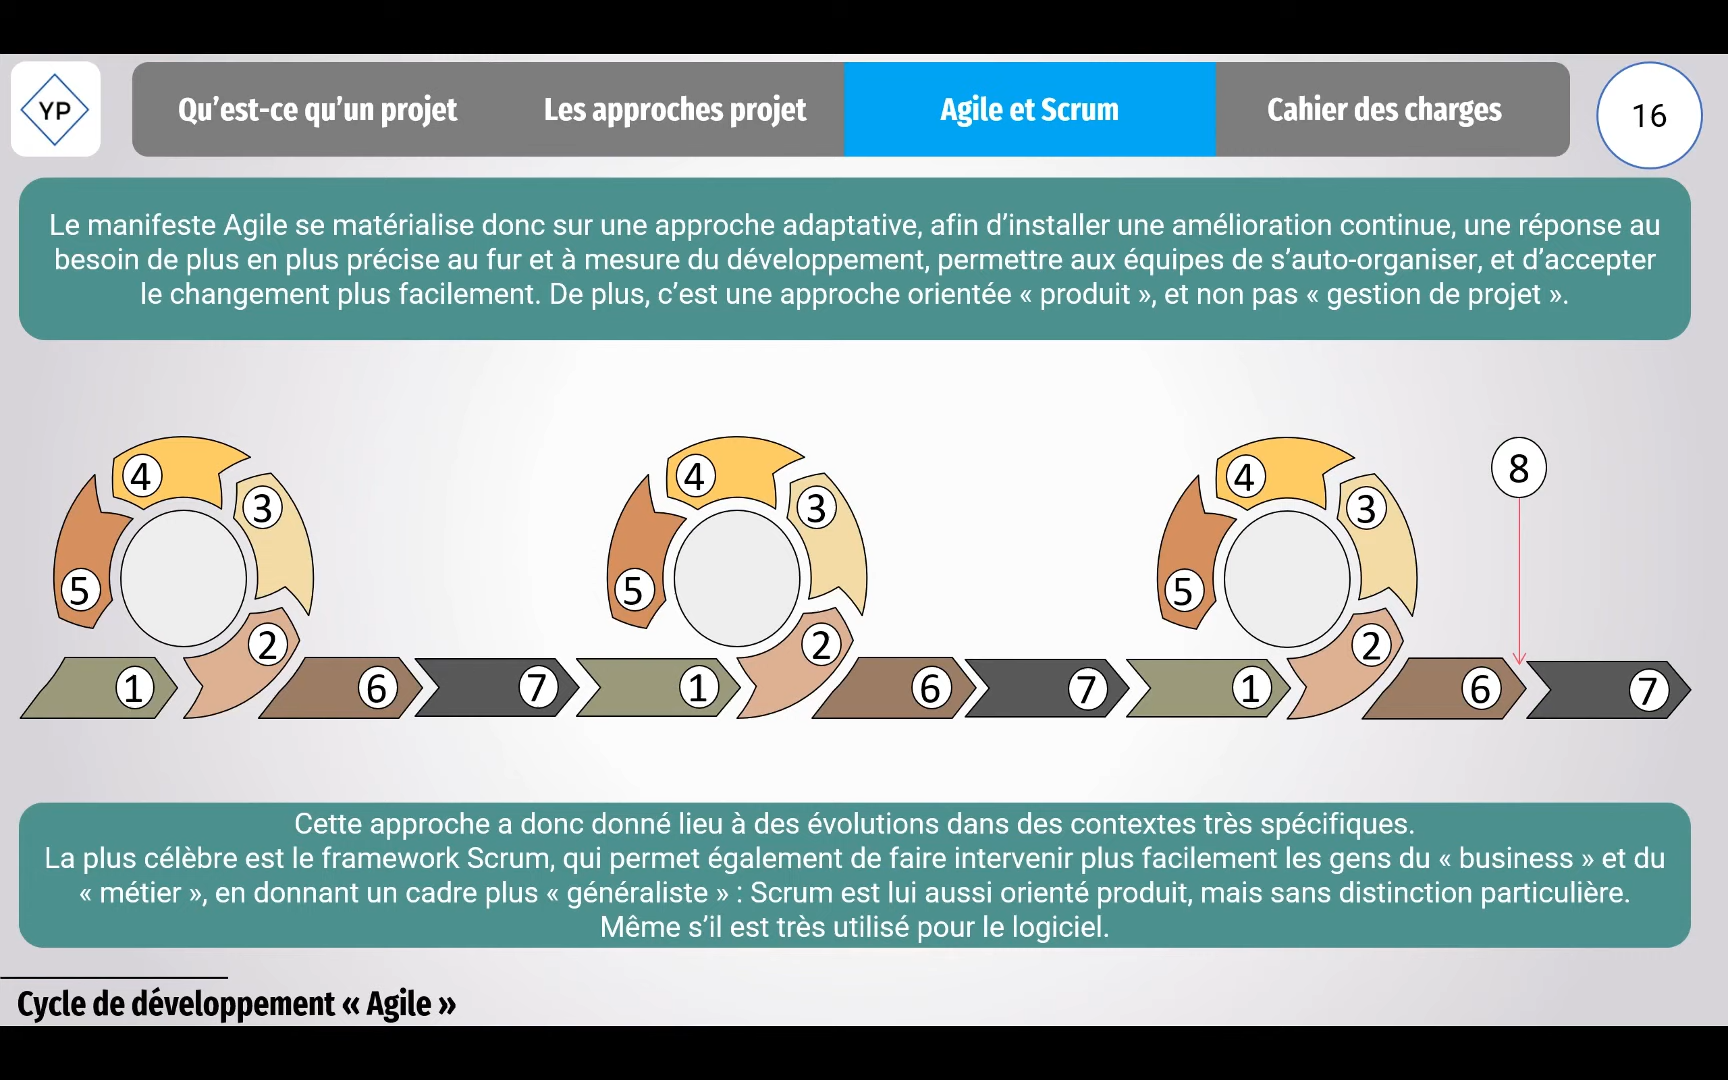 YP
Qu’est-ce qu’un projet
Les approches projet
Agile et Scrum
Cahier des charges
16
Le manifeste Agile se matérialise donc sur une approche adaptative, afin d’installer une amélioration continue, une réponse au
besoin de plus en plus précise au fur et à mesure du développement, permettre aux équipes de s’auto-organiser, et d’accepter
le changement plus facilement. De plus, c’est une approche orientée « produit », et non pas « gestion de projet ».
4
3
5
2
1
6
7
4
3
5
2
1
6
7
4
3
5
2
1
6
8
7
Cette approche a donc donné lieu à des évolutions dans des contextes très spécifiques.
La plus célèbre est le framework Scrum, qui permet également de faire intervenir plus facilement les gens du « business » et du
« métier », en donnant un cadre plus « généraliste » : Scrum est lui aussi orienté produit, mais sans distinction particulière.
Même s’il est très utilisé pour le logiciel.
Cycle de développement « Agile »